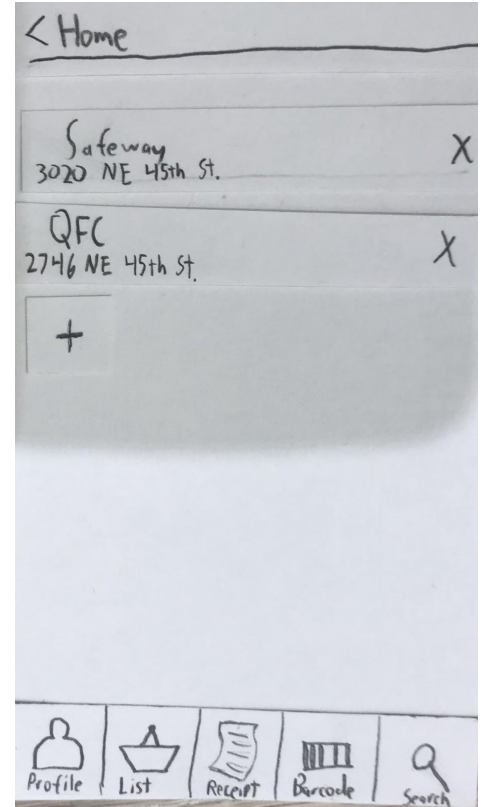 < Home
Safeway X
3020 NE 45th St.
QFC X
2746 NE 45th St.
+
Profile List Receipt Barcode Search